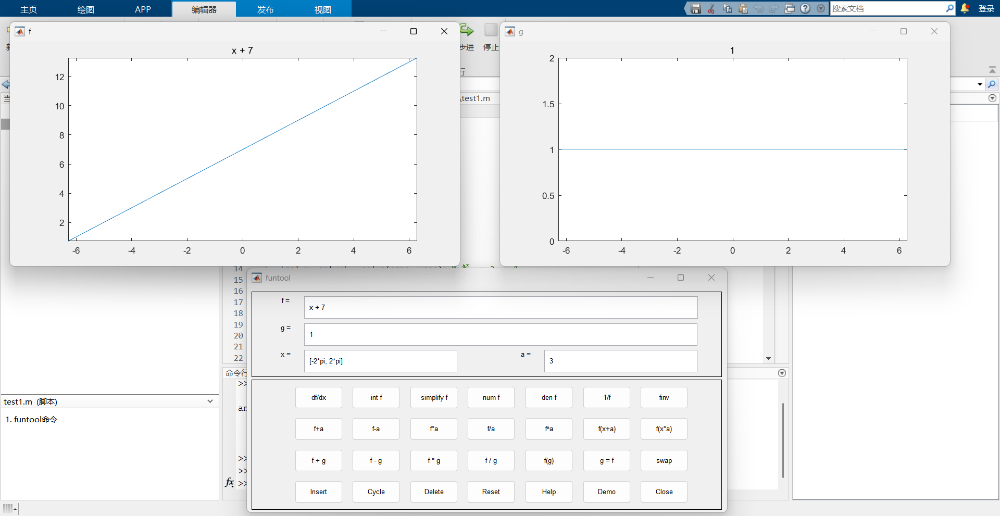 主页 绘图 APP 编辑器 发布 视图 搜索文档 登录
f
g
步进 停止
行
x + 7
12
10
8
6
4
2
-6 -4 -2 0 2 4 6
1
2
1.5
1
0.5
0
-6 -4 -2 0 2 4 6
\test1.m
14
15
16
17
18
19
20
21
22
funtool
f =
x + 7
g =
1
x =
[-2*pi, 2*pi]
a =
3
df/dx int f simplify f num f den f 1/f finv
f+a f-a f*a f/a f^a f(x+a) f(x*a)
f + g f - g f * g f / g f(g) g = f swap
Insert Cycle Delete Reset Help Demo Close
命令行
>>
an
>>
>>
fx >>
test1.m (脚本)
1. funtool命令